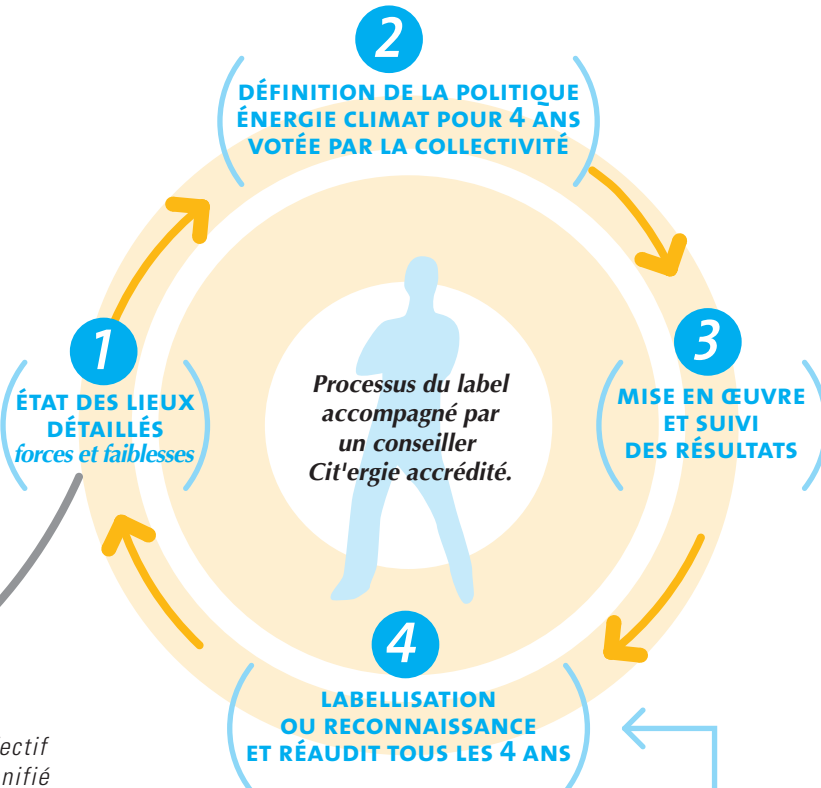 2
DÉFINITION DE LA POLITIQUE
ÉNERGIE CLIMAT POUR 4 ANS
VOTÉE PAR LA COLLECTIVITÉ
1
ÉTAT DES LIEUX
DÉTAILLÉS
forces et faiblesses
Processus du label
accompagné par
un conseiller
Cit'ergie accrédité.
3
MISE EN ŒUVRE
ET SUIVI
DES RÉSULTATS
4
LABELLISATION
OU RECONNAISSANCE
ET RÉAUDIT TOUS LES 4 ANS